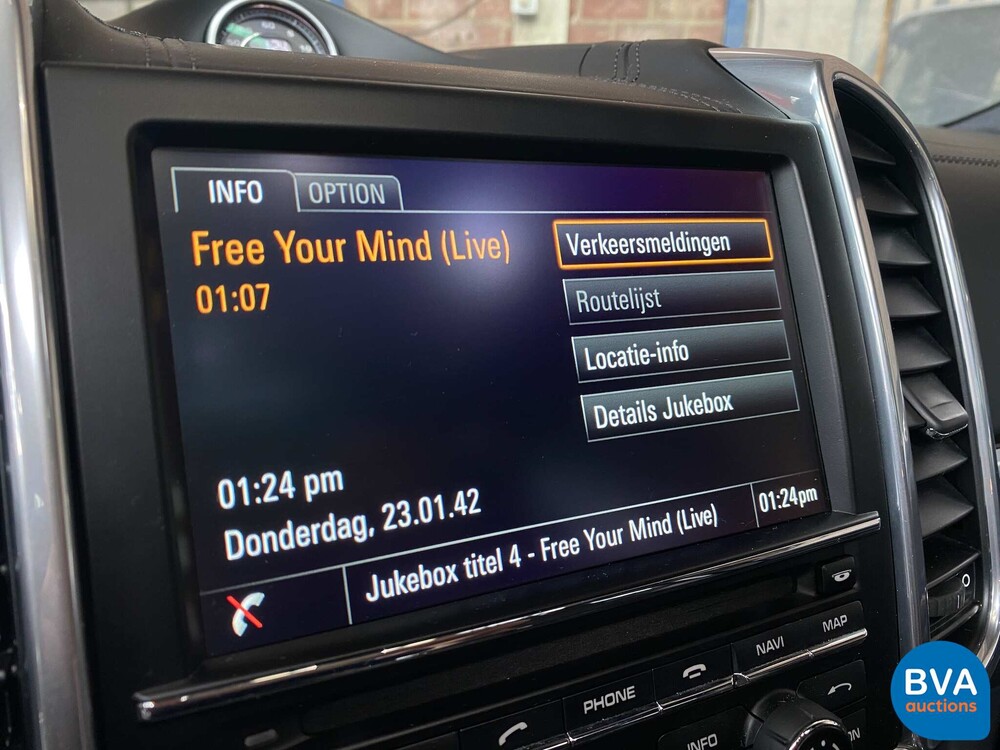 INFO OPTION
Free Your Mind (Live)
01:07
Verkeersmeldingen
Routelijst
Locatie-info
Details Jukebox
01:24 pm
Donderdag, 23.01.42
Jukebox titel 4 - Free Your Mind (Live) 01:24pm
PHONE NAVI MAP
INFO
BVA
auctions